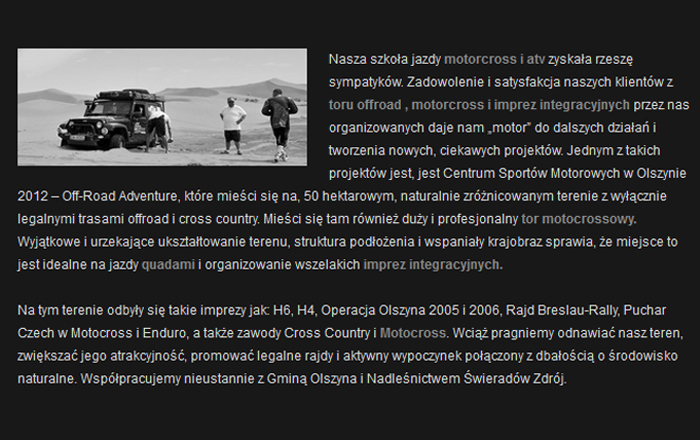 Nasza szkoła jazdy motorcross i atv zyskała rzeszę
sympatyków. Zadowolenie i satysfakcja naszych klientów z
toru offroad , motorcross i imprez integracyjnych przez nas
organizowanych daje nam „motor” do dalszych działań i
tworzenia nowych, ciekawych projektów. Jednym z takich
projektów jest, jest Centrum Sportów Motorowych w Olszynie
2012 – Off-Road Adventure, które mieści się na, 50 hektarowym, naturalnie zróżnicowanym terenie z wyłącznie
legalnymi trasami offroad i cross country. Mieści się tam również duży i profesjonalny tor motocrossowy.
Wyjątkowe i urzekające ukształtowanie terenu, struktura podłożenia i wspaniały krajobraz sprawia, że miejsce to
jest idealne na jazdy quadami i organizowanie wszelakich imprez integracyjnych.
Na tym terenie odbyły się takie imprezy jak: H6, H4, Operacja Olszyna 2005 i 2006, Rajd Breslau-Rally, Puchar
Czech w Motocross i Enduro, a także zawody Cross Country i Motocross. Wciąż pragniemy odnawiać nasz teren,
zwiększać jego atrakcyjność, promować legalne rajdy i aktywny wypoczynek połączony z dbałością o środowisko
naturalne. Współpracujemy nieustannie z Gminą Olszyna i Nadleśnictwem Świeradów Zdrój.